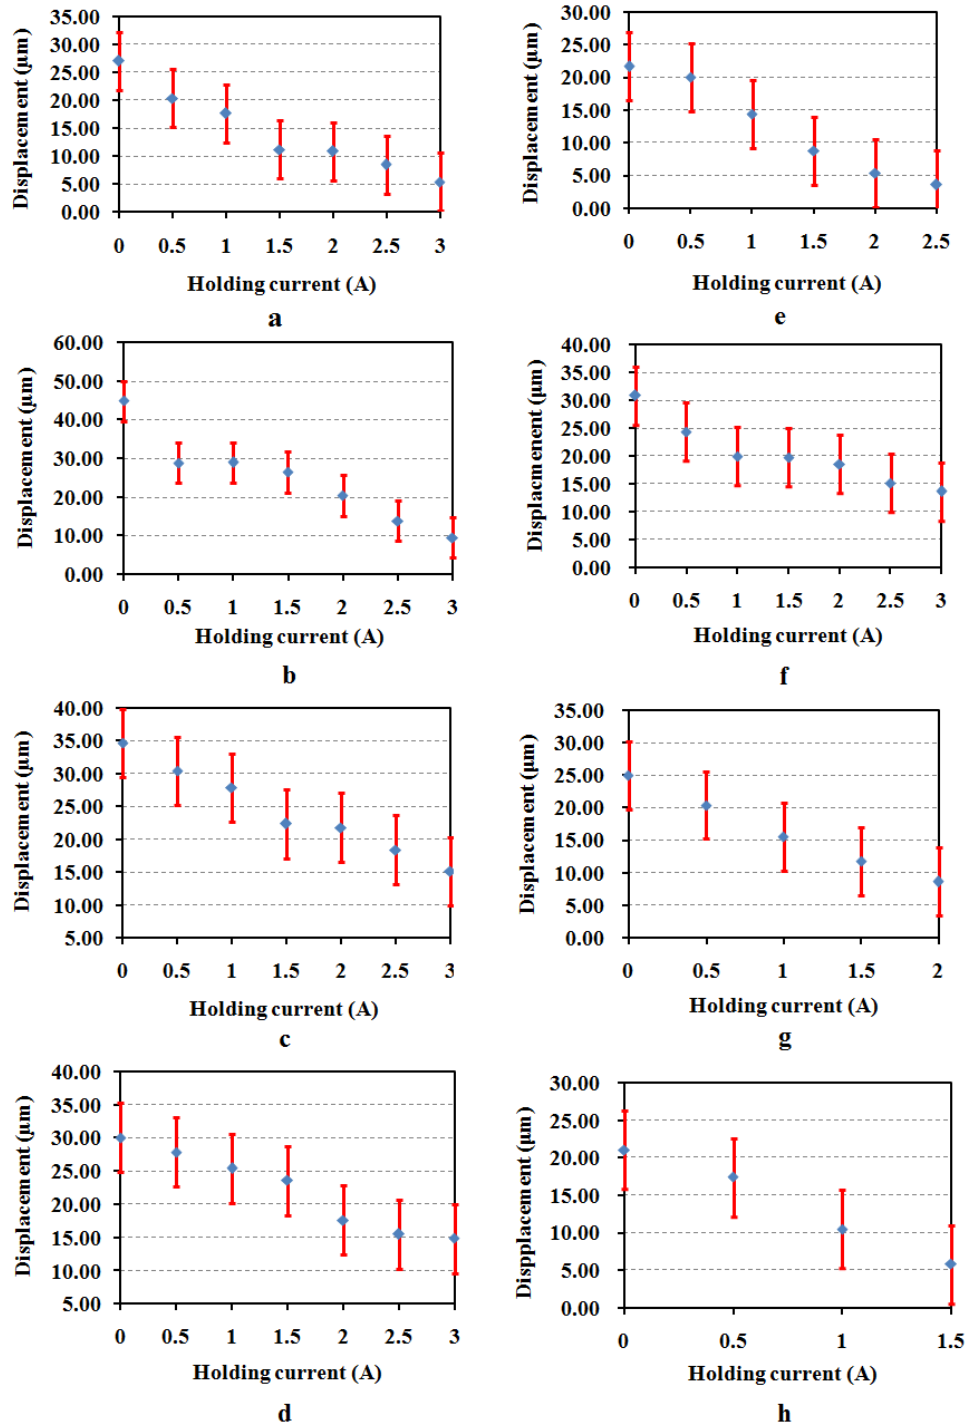 35.00
30.00
25.00
20.00
15.00
10.00
5.00
0.00
Displacement (µm)
0 0.5 1 1.5 2 2.5 3
Holding current (A)
a
60.00
50.00
40.00
30.00
20.00
10.00
0.00
Displacement (µm)
0 0.5 1 1.5 2 2.5 3
Holding current (A)
b
40.00
35.00
30.00
25.00
20.00
15.00
10.00
5.00
Displacement (µm)
0 0.5 1 1.5 2 2.5 3
Holding current (A)
c
40.00
35.00
30.00
25.00
20.00
15.00
10.00
5.00
Displacement (µm)
0 0.5 1 1.5 2 2.5 3
Holding current (A)
d
30.00
25.00
20.00
15.00
10.00
5.00
0.00
Displacement (µm)
0 0.5 1 1.5 2 2.5
Holding current (A)
e
40.00
35.00
30.00
25.00
20.00
15.00
10.00
5.00
0.00
Displacmenent (µm)
0 0.5 1 1.5 2 2.5 3
Holding current (A)
f
35.00
30.00
25.00
20.00
15.00
10.00
5.00
0.00
Displacement (µm)
0 0.5 1 1.5 2
Holding current (A)
g
30.00
25.00
20.00
15.00
10.00
5.00
0.00
Dispplacement (µm)
0 0.5 1 1.5
Holding current (A)
h